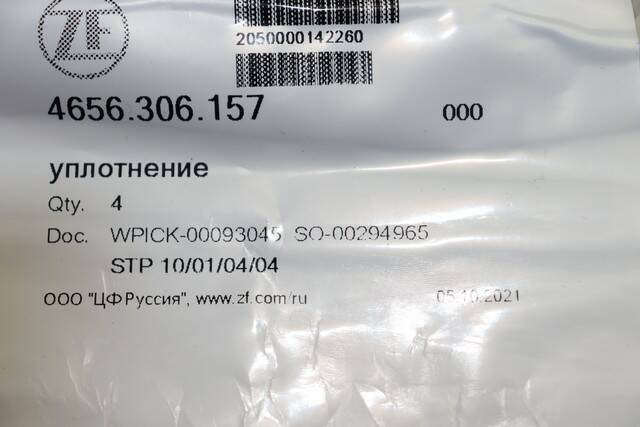 ZF
2050000142260
4656.306.157 000
уплотнение
Qty. 4
Doc. WPICK-00093045 SO-00294965
STP 10/01/04/04
ООО "ЦФ Руссия", www.zf.com/ru 05.10.2021